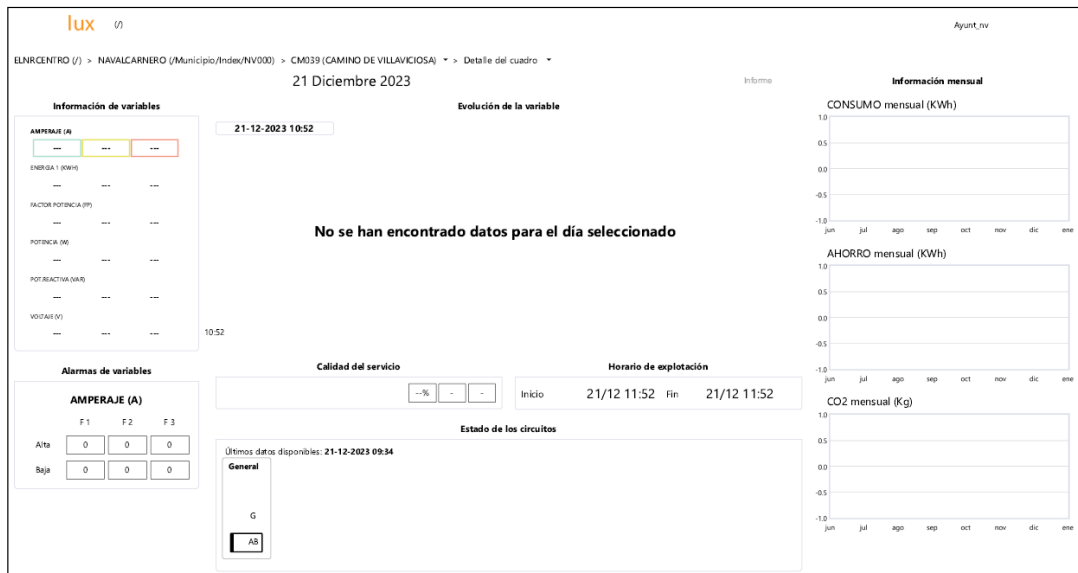 lux (/) Ayunt_nv
ELNRCENTRO (/) > NAVALCARNERO (/Municipio/Index/NV000) > CM039 (CAMINO DE VILLAVICIOSA) > Detalle del cuadro
21 Diciembre 2023
Informe
Información mensual
Información de variables
Evolución de la variable
AMPERAJE (A)
--- --- ---
ENERGIA 1 (KWH)
--- --- ---
FACTOR POTENCIA (FP)
--- --- ---
POTENCIA (W)
--- --- ---
POT.REACTIVA (VAR)
--- --- ---
VOLTAJE (V)
--- --- ---
21-12-2023 10:52
No se han encontrado datos para el día seleccionado
10:52
CONSUMO mensual (KWh)
1.0
0.5
0.0
-0.5
-1.0
jun jul ago sep oct nov dic ene
AHORRO mensual (KWh)
1.0
0.5
0.0
-0.5
-1.0
jun jul ago sep oct nov dic ene
CO2 mensual (Kg)
1.0
0.5
0.0
-0.5
-1.0
jun jul ago sep oct nov dic ene
Alarmas de variables
AMPERAJE (A)
F 1 F 2 F 3
Alta 0 0 0
Baja 0 0 0
Calidad del servicio
--% - -
Horario de explotación
Inicio 21/12 11:52 Fin 21/12 11:52
Estado de los circuitos
Últimos datos disponibles: 21-12-2023 09:34
General
G
AB